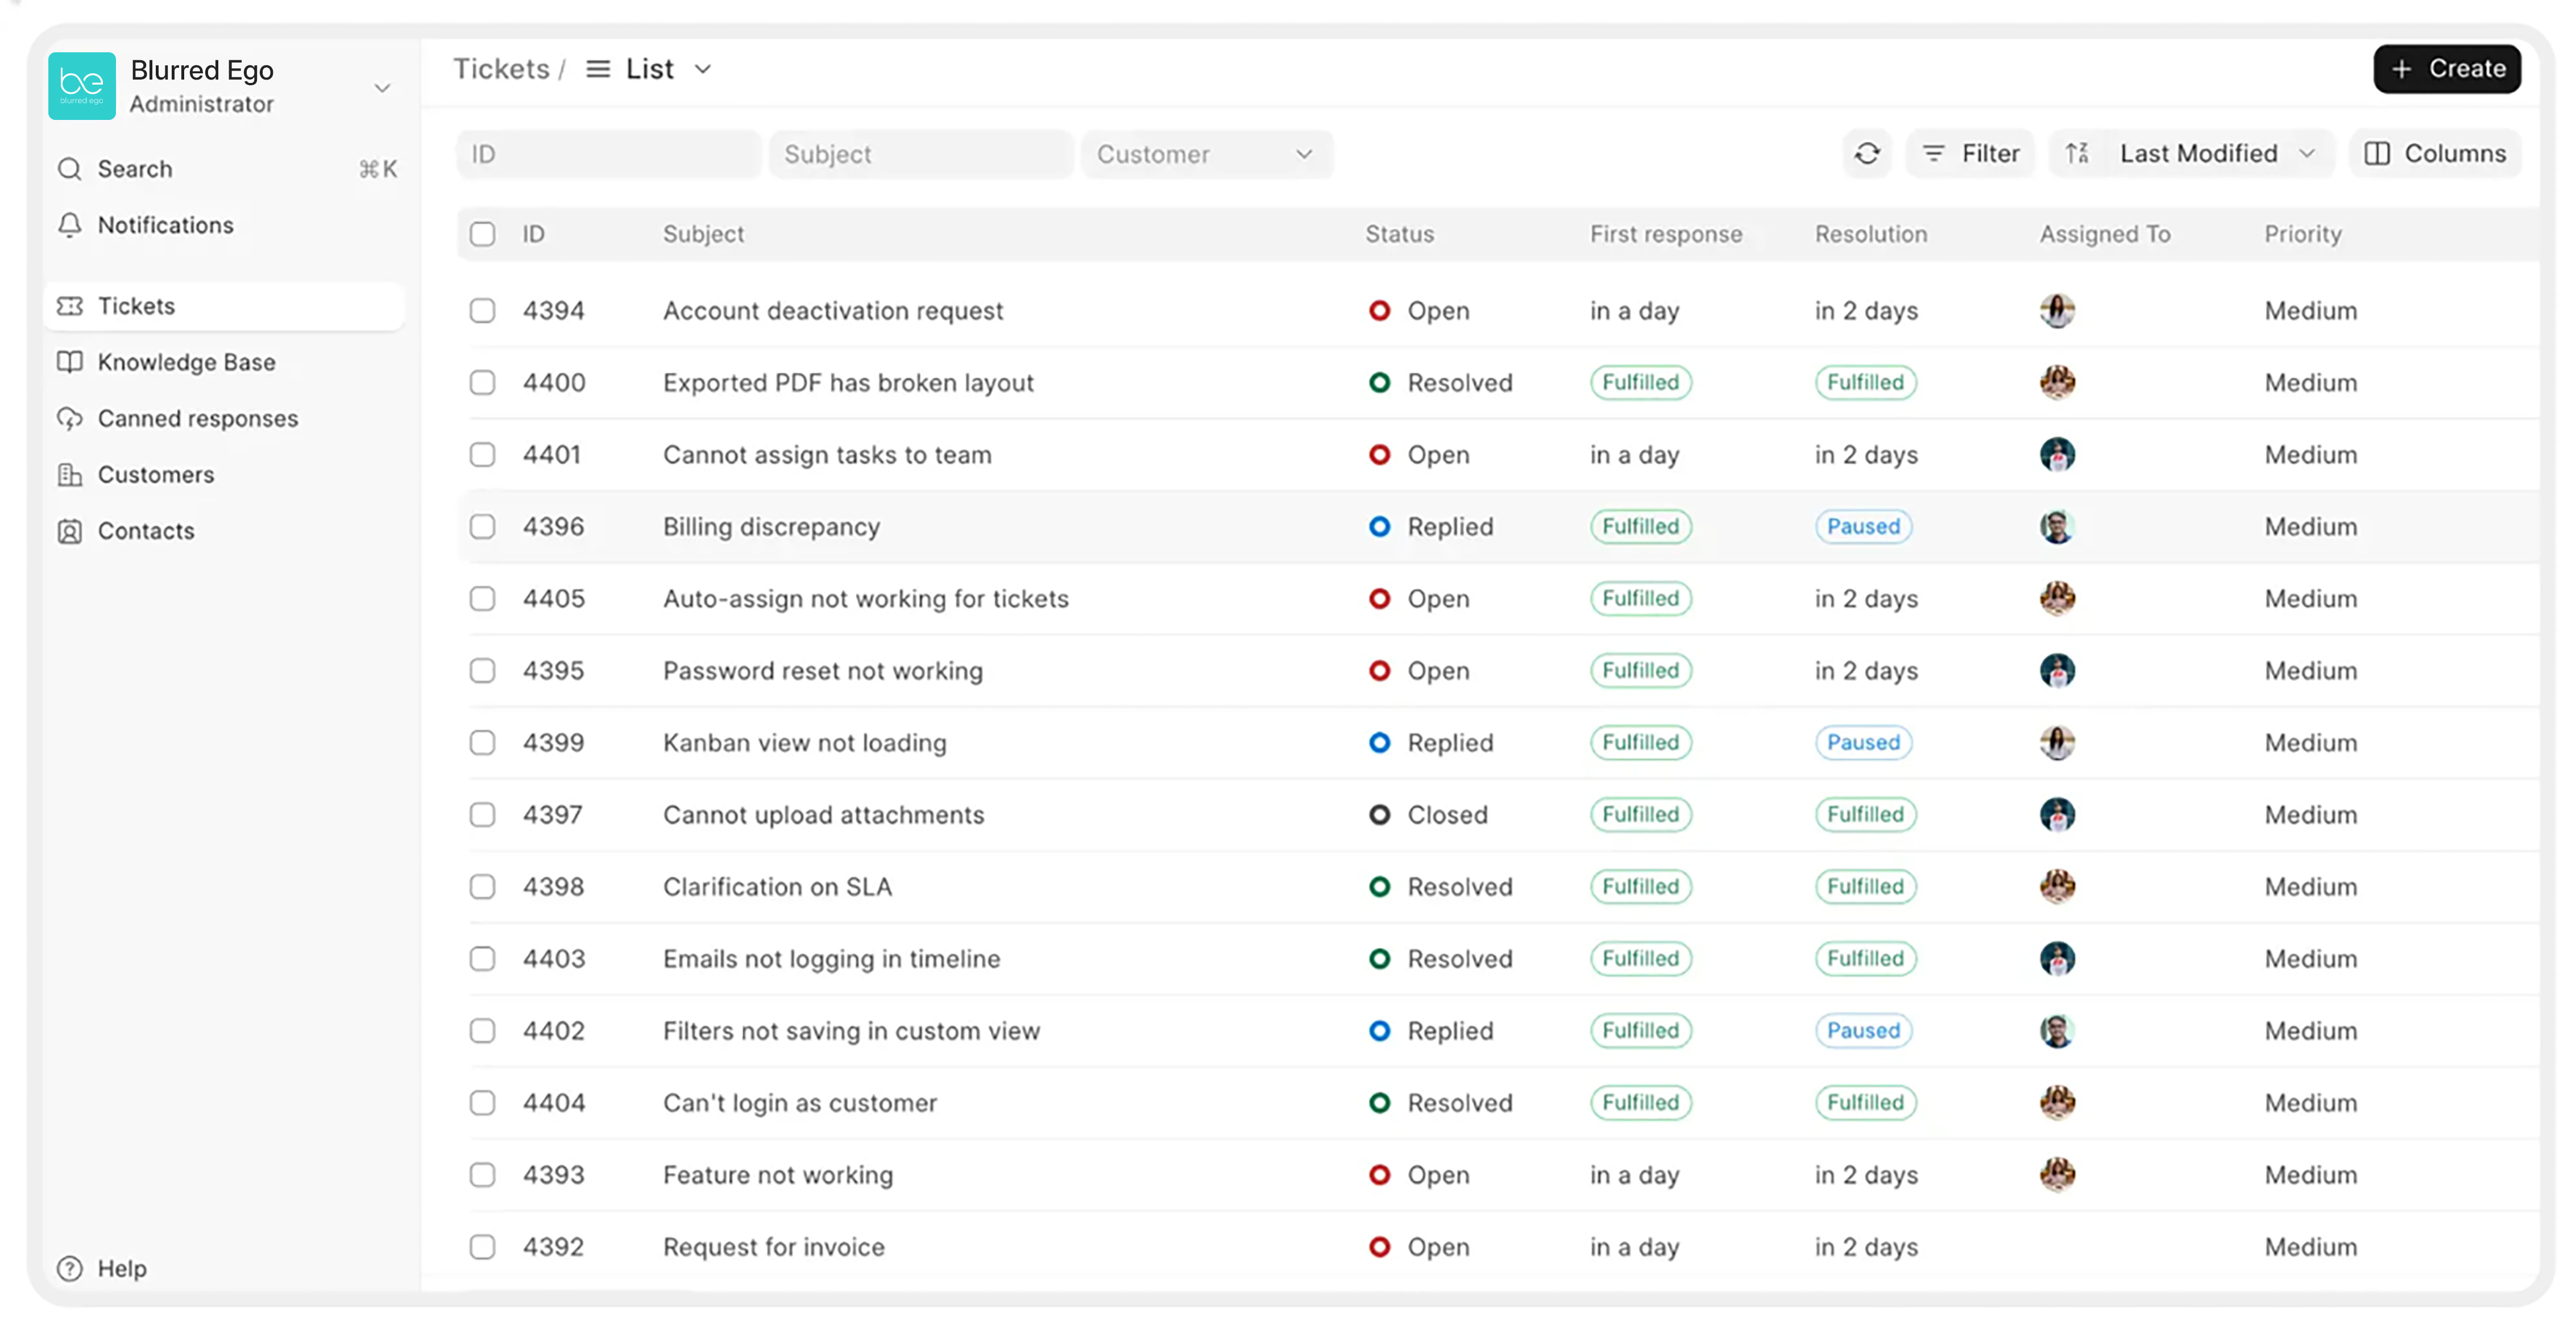 be
blurred ego
Blurred Ego
Administrator
Search ⌘K
Notifications
Tickets
Knowledge Base
Canned responses
Customers
Contacts
Help
Tickets / List
+ Create
ID Subject Customer Filter Last Modified Columns
ID Subject Status First response Resolution Assigned To Priority
4394 Account deactivation request Open in a day in 2 days Medium
4400 Exported PDF has broken layout Resolved Fulfilled Fulfilled Medium
4401 Cannot assign tasks to team Open in a day in 2 days Medium
4396 Billing discrepancy Replied Fulfilled Paused Medium
4405 Auto-assign not working for tickets Open Fulfilled in 2 days Medium
4395 Password reset not working Open Fulfilled in 2 days Medium
4399 Kanban view not loading Replied Fulfilled Paused Medium
4397 Cannot upload attachments Closed Fulfilled Fulfilled Medium
4398 Clarification on SLA Resolved Fulfilled Fulfilled Medium
4403 Emails not logging in timeline Resolved Fulfilled Fulfilled Medium
4402 Filters not saving in custom view Replied Fulfilled Paused Medium
4404 Can't login as customer Resolved Fulfilled Fulfilled Medium
4393 Feature not working Open in a day in 2 days Medium
4392 Request for invoice Open in a day in 2 days Medium